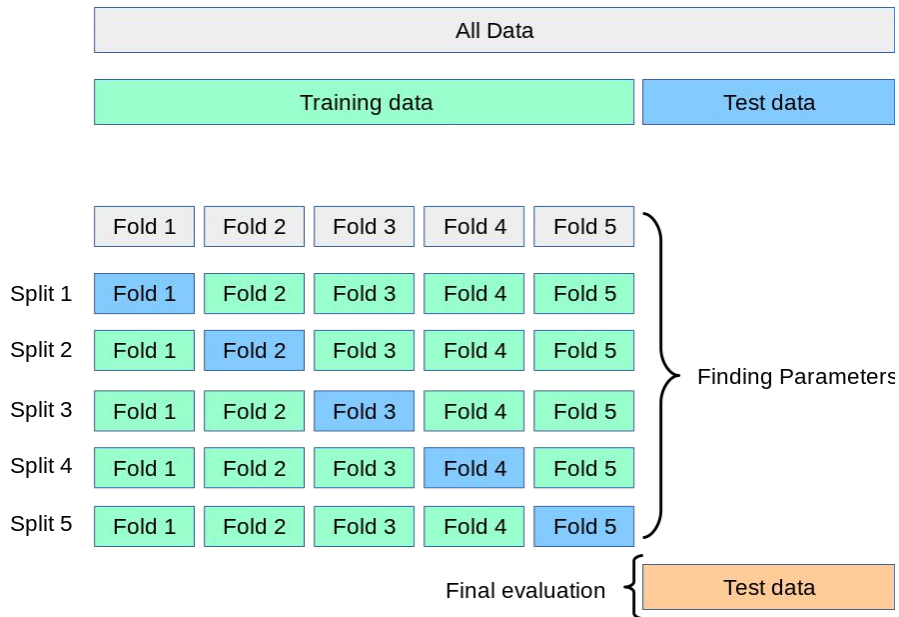 All Data
Training data Test data
Fold 1 Fold 2 Fold 3 Fold 4 Fold 5
Split 1 Fold 1 Fold 2 Fold 3 Fold 4 Fold 5
Split 2 Fold 1 Fold 2 Fold 3 Fold 4 Fold 5
Finding Parameters
Split 3 Fold 1 Fold 2 Fold 3 Fold 4 Fold 5
Split 4 Fold 1 Fold 2 Fold 3 Fold 4 Fold 5
Split 5 Fold 1 Fold 2 Fold 3 Fold 4 Fold 5
Final evaluation Test data